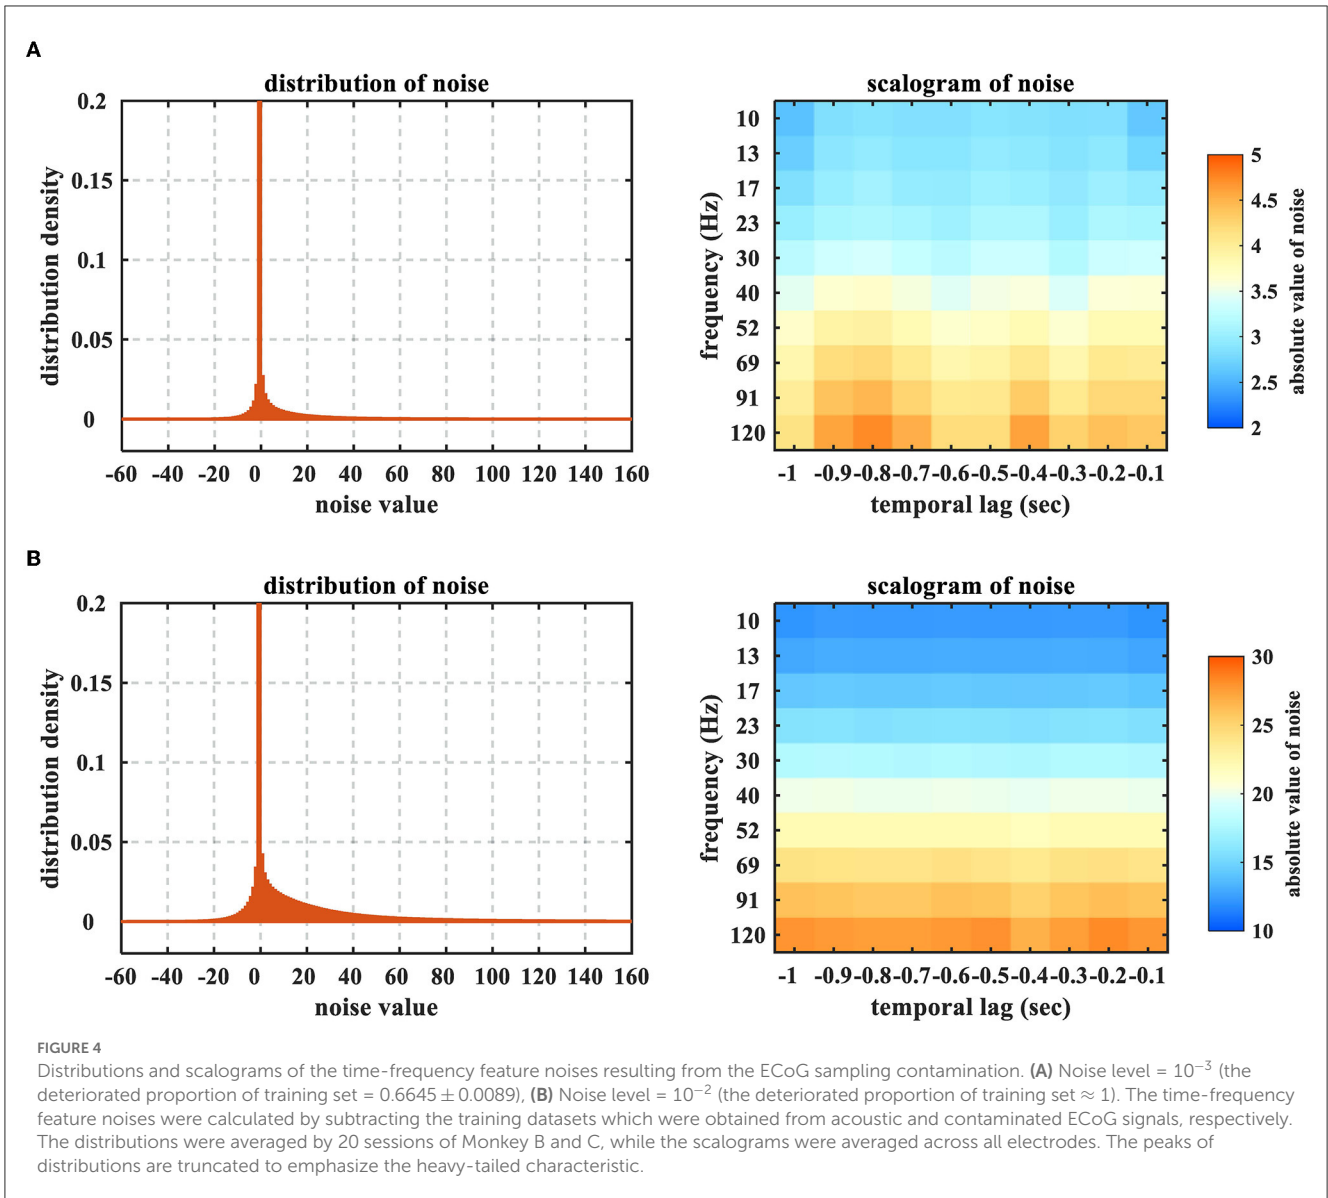 A
distribution of noise
0.2
0.15
0.1
0.05
0
distribution density
-60 -40 -20 0 20 40 60 80 100 120 140 160
noise value
scalogram of noise
10
13
17
23
30
40
52
69
91
120
frequency (Hz)
-1 -0.9 -0.8 -0.7 -0.6 -0.5 -0.4 -0.3 -0.2 -0.1
temporal lag (sec)
5
4.5
4
3.5
3
2.5
2
absolute value of noise
B
distribution of noise
0.2
0.15
0.1
0.05
0
distribution density
-60 -40 -20 0 20 40 60 80 100 120 140 160
noise value
scalogram of noise
10
13
17
23
30
40
52
69
91
120
frequency (Hz)
-1 -0.9 -0.8 -0.7 -0.6 -0.5 -0.4 -0.3 -0.2 -0.1
temporal lag (sec)
30
25
20
15
10
absolute value of noise
FIGURE 4
Distributions and scalograms of the time-frequency feature noises resulting from the ECoG sampling contamination. (A) Noise level = 10⁻³ (the
deteriorated proportion of training set = 0.6645 ± 0.0089), (B) Noise level = 10⁻² (the deteriorated proportion of training set ≈ 1). The time-frequency
feature noises were calculated by subtracting the training datasets which were obtained from acoustic and contaminated ECoG signals, respectively.
The distributions were averaged by 20 sessions of Monkey B and C, while the scalograms were averaged across all electrodes. The peaks of
distributions are truncated to emphasize the heavy-tailed characteristic.